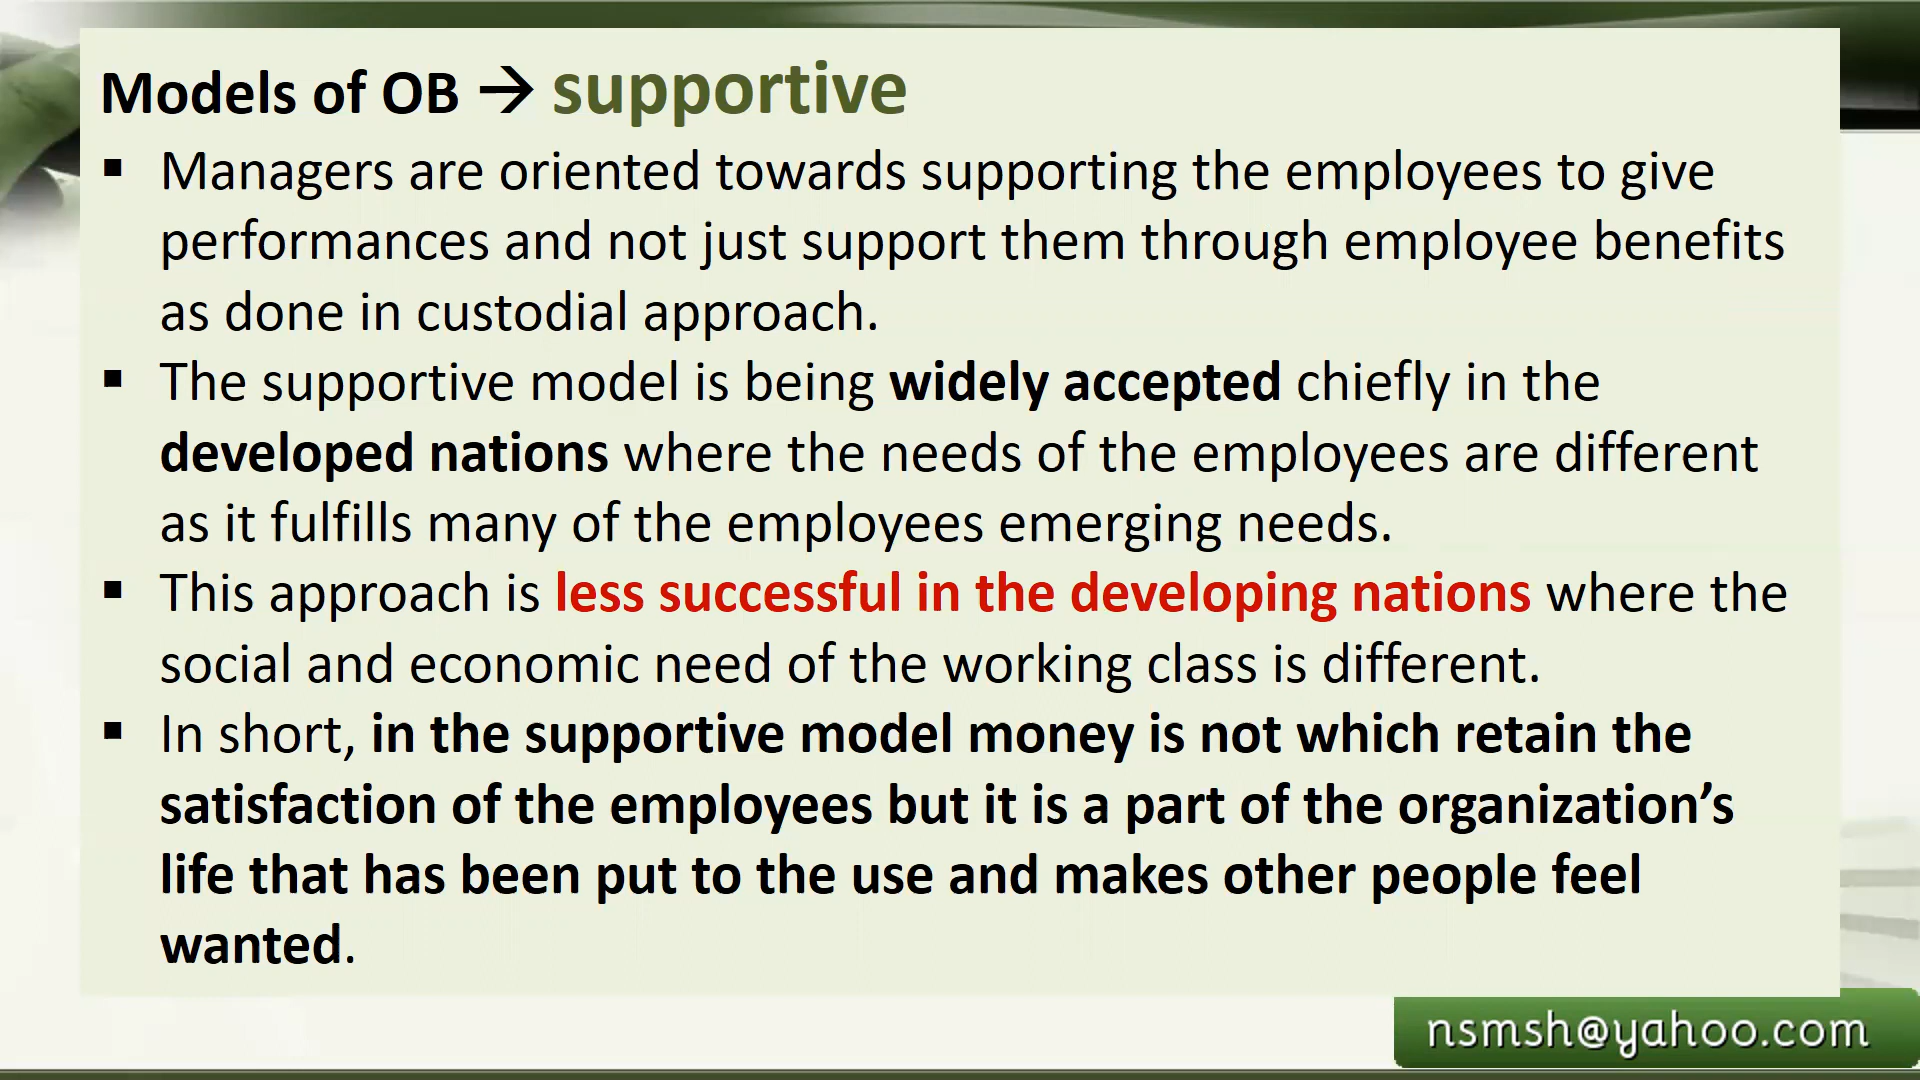 Models of OB → supportive
▪ Managers are oriented towards supporting the employees to give
performances and not just support them through employee benefits
as done in custodial approach.
▪ The supportive model is being widely accepted chiefly in the
developed nations where the needs of the employees are different
as it fulfills many of the employees emerging needs.
▪ This approach is less successful in the developing nations where the
social and economic need of the working class is different.
▪ In short, in the supportive model money is not which retain the
satisfaction of the employees but it is a part of the organization’s
life that has been put to the use and makes other people feel
wanted.
nsmsh@yahoo.com